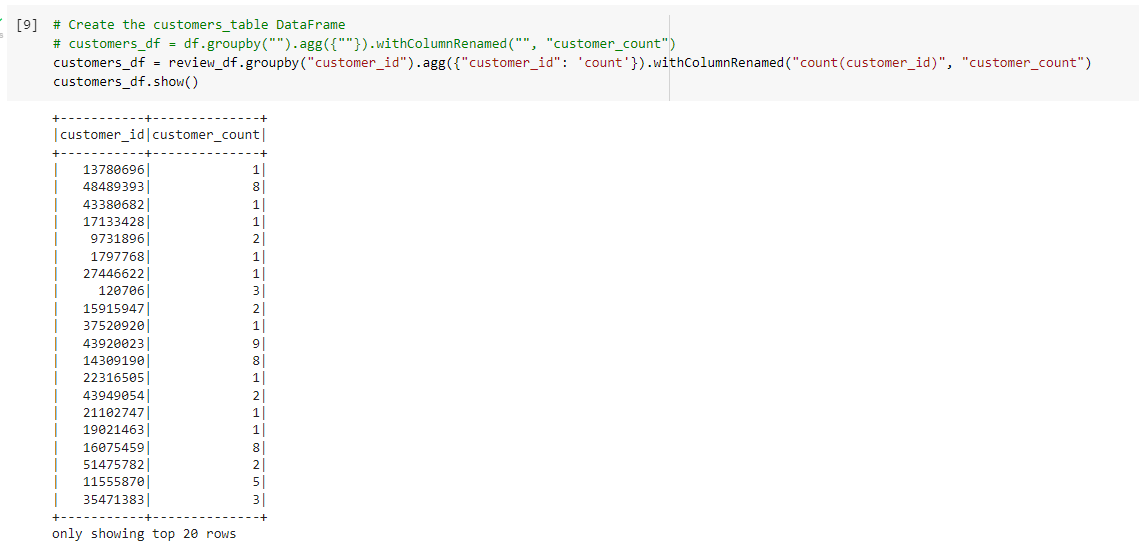 [9] # Create the customers_table DataFrame
# customers_df = df.groupby("").agg({""}).withColumnRenamed("", "customer_count")
customers_df = review_df.groupby("customer_id").agg({"customer_id": 'count'}).withColumnRenamed("count(customer_id)", "customer_count")
customers_df.show()
+-----------+--------------+
|customer_id|customer_count|
+-----------+--------------+
|   13780696|             1|
|   48489393|             8|
|   43380682|             1|
|   17133428|             1|
|    9731896|             2|
|    1797768|             1|
|   27446622|             1|
|     120706|             3|
|   15915947|             2|
|   37520920|             1|
|   43920023|             9|
|   14309190|             8|
|   22316505|             1|
|   43949054|             2|
|   21102747|             1|
|   19021463|             1|
|   16075459|             8|
|   51475782|             2|
|   11555870|             5|
|   35471383|             3|
+-----------+--------------+
only showing top 20 rows